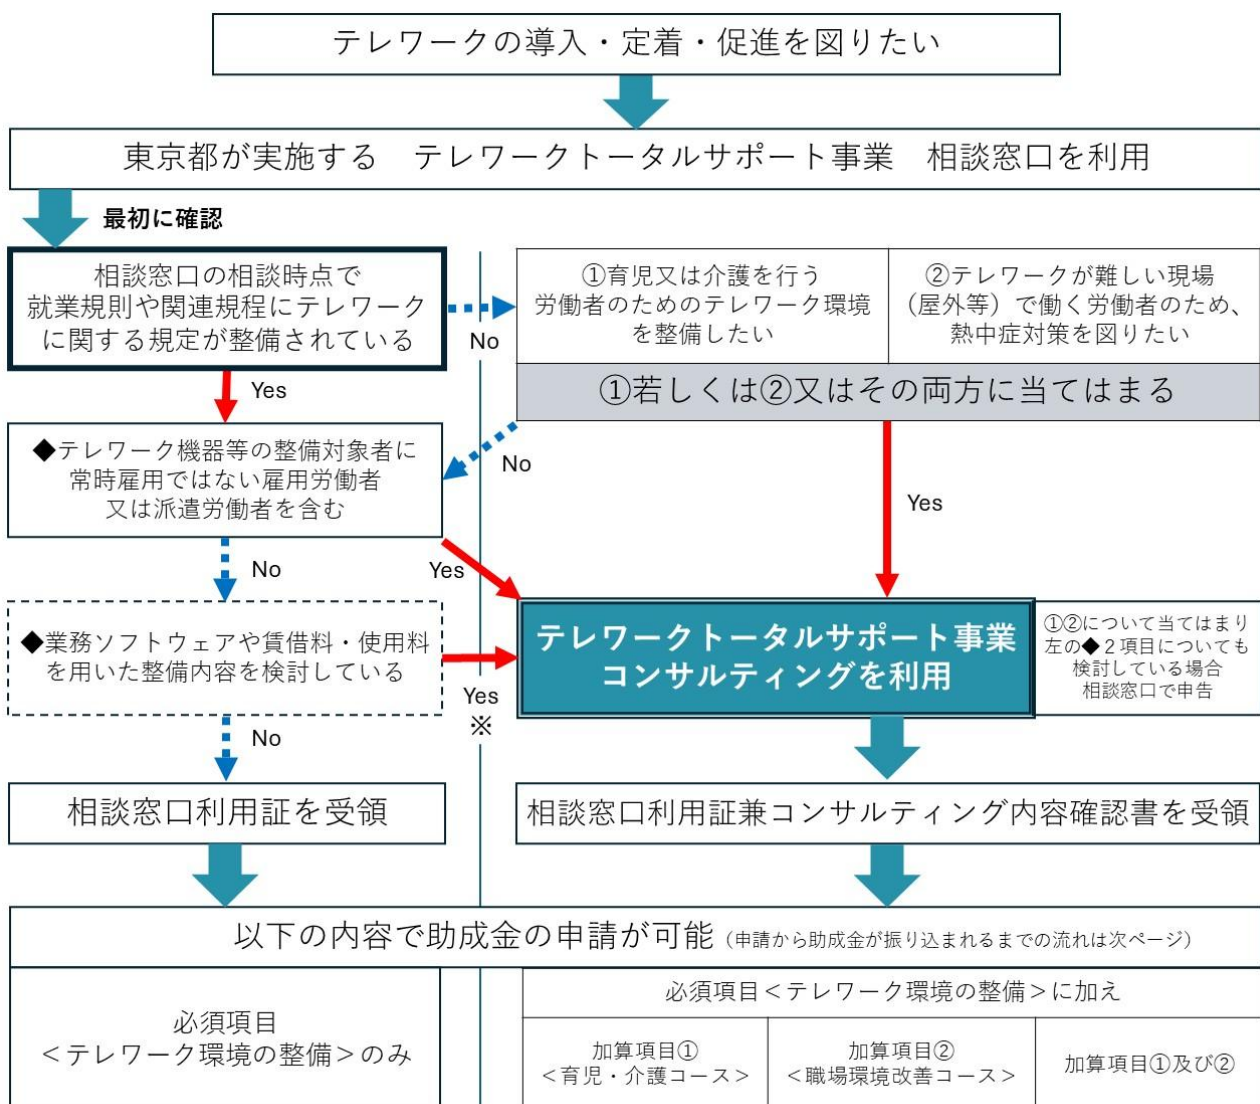 テレワークの導入・定着・促進を図りたい
東京都が実施する　テレワークトータルサポート事業　相談窓口を利用
最初に確認
相談窓口の相談時点で
就業規則や関連規程にテレワーク
に関する規定が整備されている
No
①育児又は介護を行う
労働者のためのテレワーク環境
を整備したい
②テレワークが難しい現場
（屋外等）で働く労働者のため、
熱中症対策を図りたい
①若しくは②又はその両方に当てはまる
Yes
No
Yes
◆テレワーク機器等の整備対象者に
常時雇用ではない雇用労働者
又は派遣労働者を含む
No
Yes
◆業務ソフトウェアや賃借料・使用料
を用いた整備内容を検討している
Yes
※
テレワークトータルサポート事業
コンサルティングを利用
①②について当てはまり
左の◆２項目についても
検討している場合
相談窓口で申告
No
相談窓口利用証を受領
相談窓口利用証兼コンサルティング内容確認書を受領
以下の内容で助成金の申請が可能（申請から助成金が振り込まれるまでの流れは次ページ）
必須項目
＜テレワーク環境の整備＞のみ
必須項目＜テレワーク環境の整備＞に加え
加算項目①
＜育児・介護コース＞
加算項目②
＜職場環境改善コース＞
加算項目①及び②